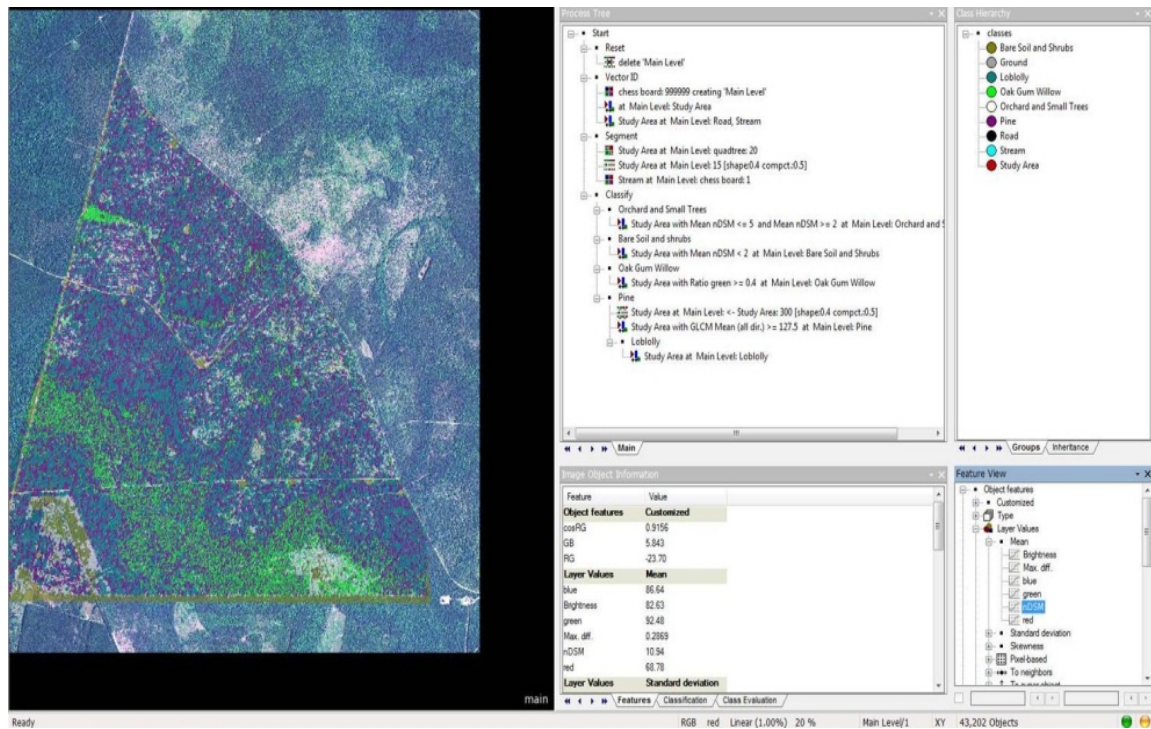 Process Tree
Start
Reset
delete 'Main Level'
Vector ID
chess board: 999999 creating 'Main Level'
at Main Level: Study Area
Study Area at Main Level: Road, Stream
Segment
Study Area at Main Level: quadtree: 20
Study Area at Main Level: 15 [shape:0.4 compct.:0.5]
Stream at Main Level: chess board: 1
Classify
Orchard and Small Trees
Study Area with Mean nDSM <= 5 and Mean nDSM >= 2 at Main Level: Orchard and S
Bare Soil and shrubs
Study Area with Mean nDSM < 2 at Main Level: Bare Soil and Shrubs
Oak Gum Willow
Study Area with Ratio green >= 0.4 at Main Level: Oak Gum Willow
Pine
Study Area at Main Level: <- Study Area: 300 [shape:0.4 compct.:0.5]
Study Area with GLCM Mean (all dir.) >= 127.5 at Main Level: Pine
Loblolly
Study Area at Main Level: Loblolly
Main
Class Hierarchy
classes
Bare Soil and Shrubs
Ground
Loblolly
Oak Gum Willow
Orchard and Small Trees
Pine
Road
Stream
Study Area
Groups Inheritance
Image Object Information
Feature Value
Object features Customized
cosRG 0.9156
GB 5.843
RG -23.70
Layer Values Mean
blue 86.64
Brightness 82.63
green 92.48
Max. diff. 0.2869
nDSM 10.94
red 68.78
Layer Values Standard deviation
Features Classification Class Evaluation
Feature View
Object features
Customized
Type
Layer Values
Mean
Brightness
Max. diff.
blue
green
nDSM
red
Standard deviation
Skewness
Pixel-based
To neighbors
main
Ready RGB red Linear (1.00%) 20 % Main Level/1 XY 43,202 Objects